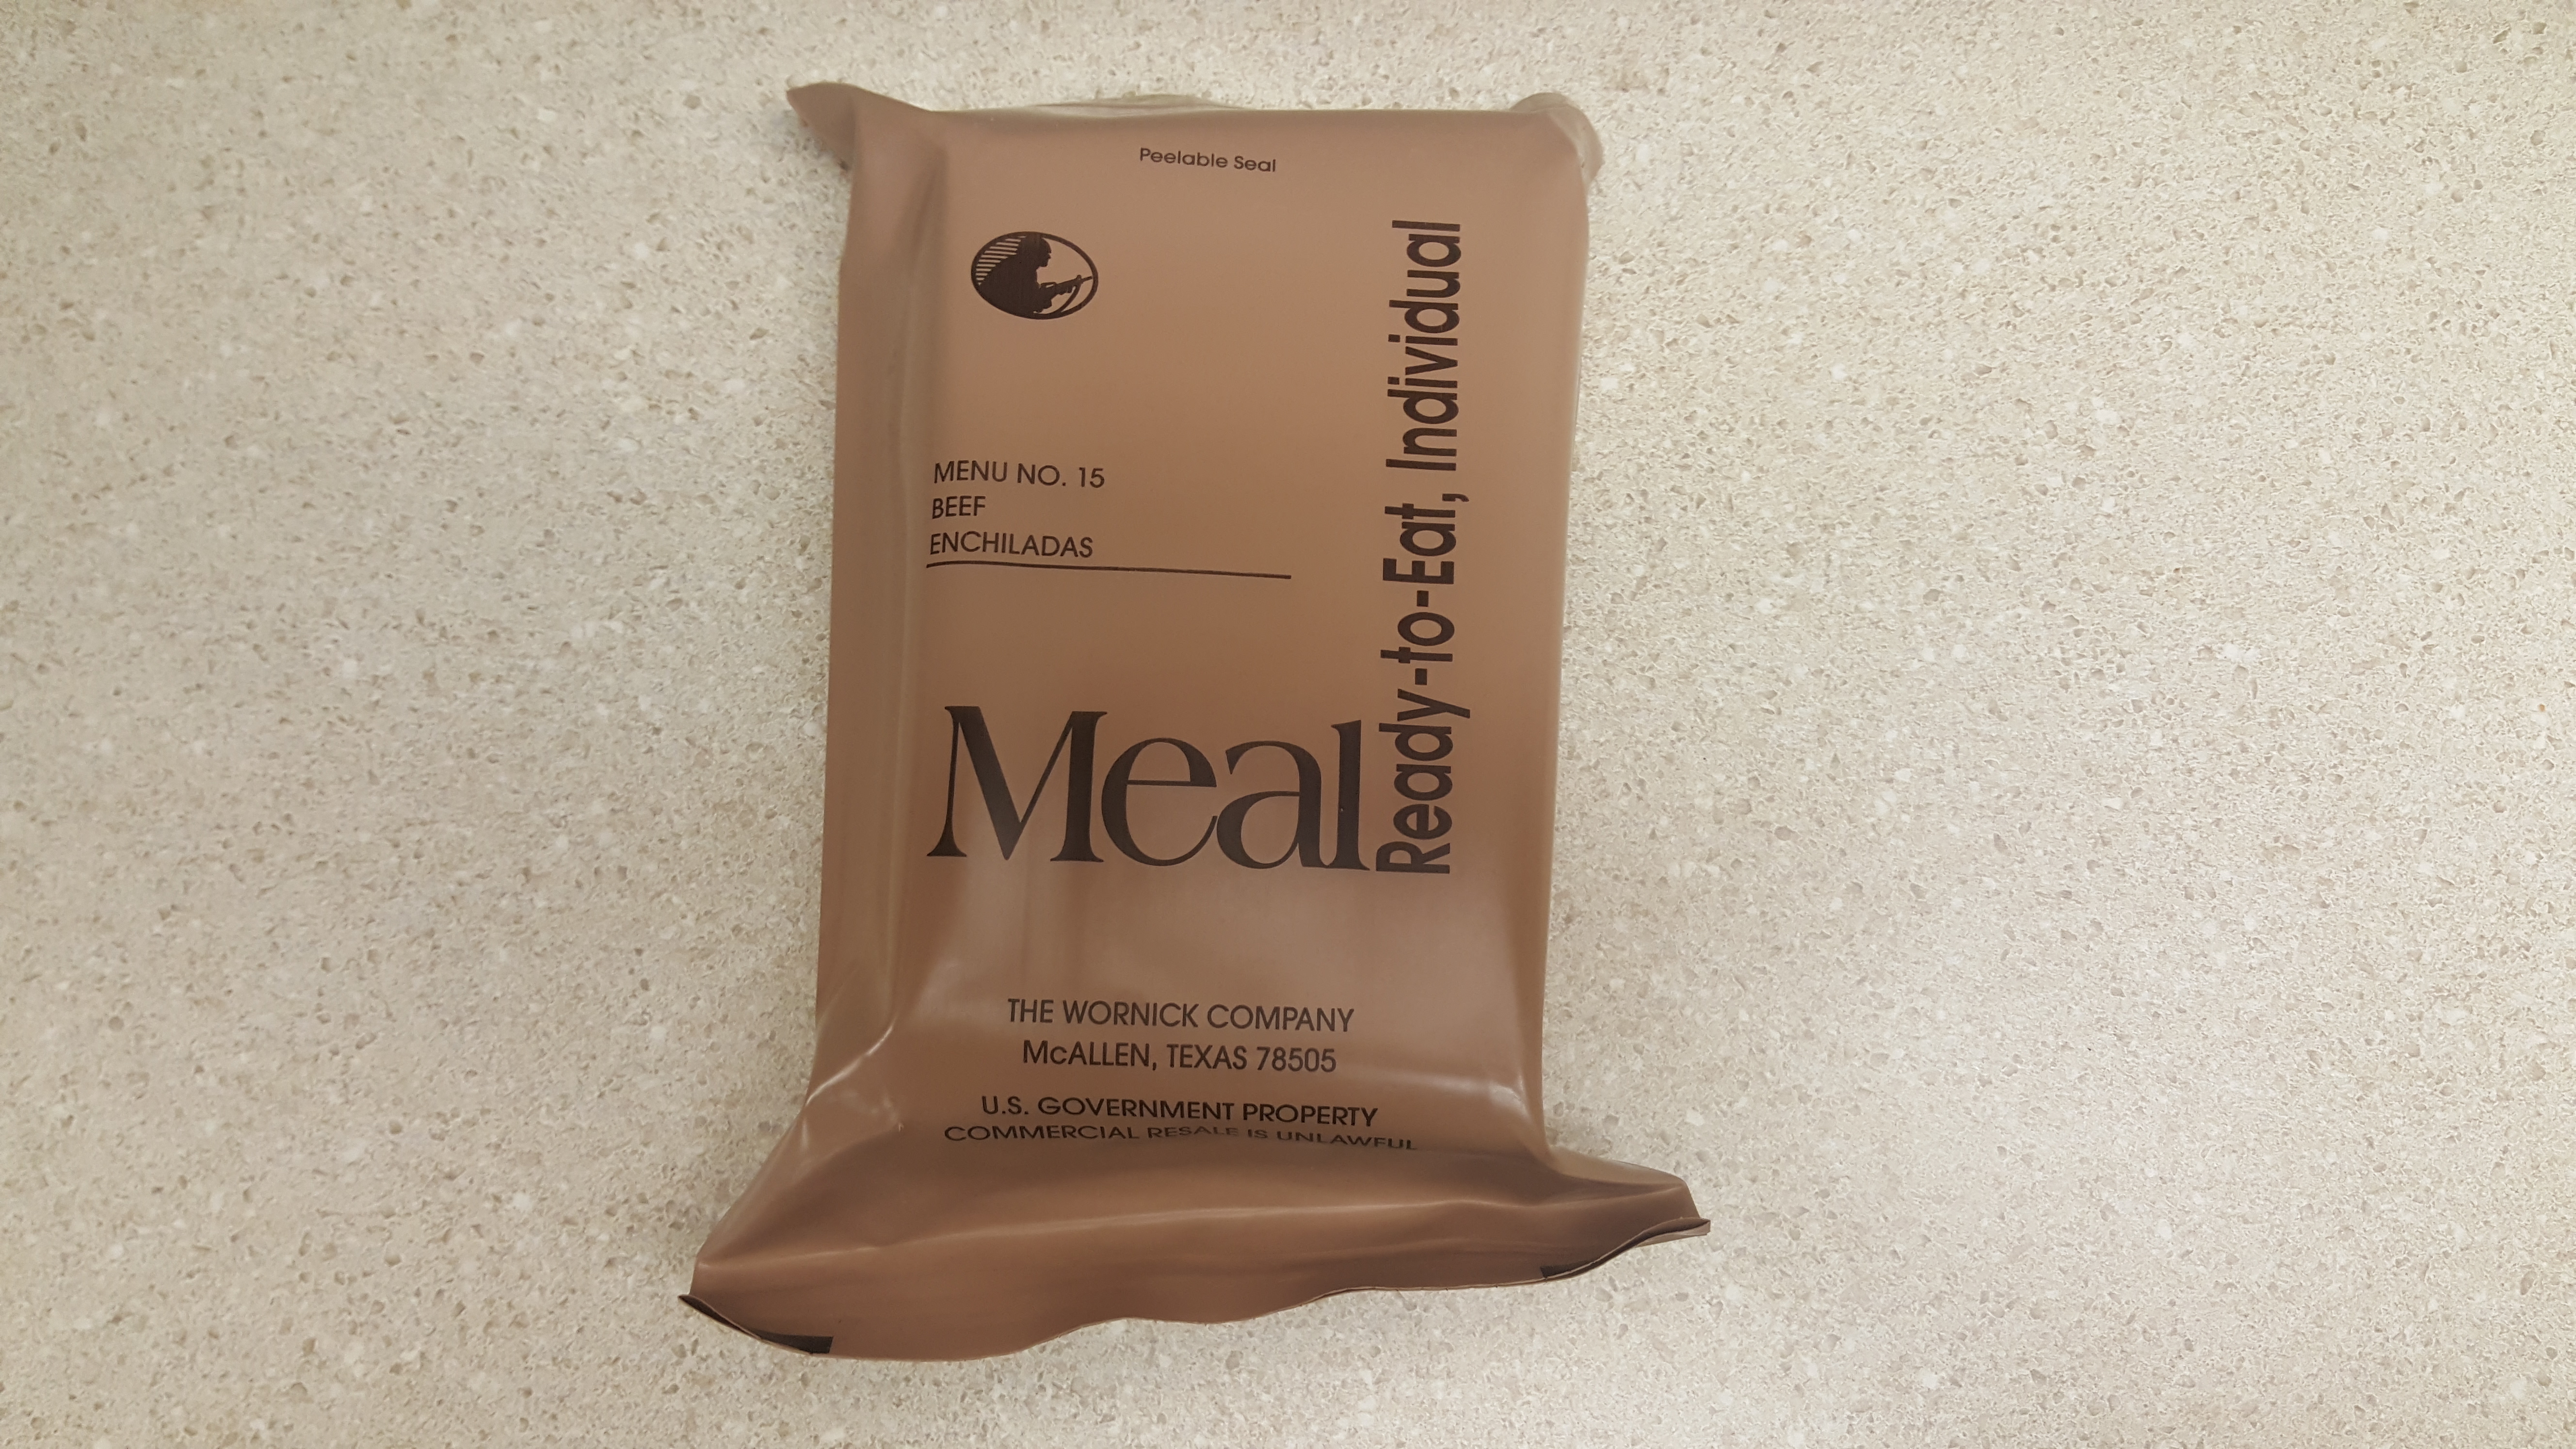 Peelable Seal
MENU NO. 15
BEEF
ENCHILADAS
Meal
Ready-to-Eat, Individual
THE WORNICK COMPANY
McALLEN, TEXAS 78505
U.S. GOVERNMENT PROPERTY
COMMERCIAL RESALE IS UNLAWFUL